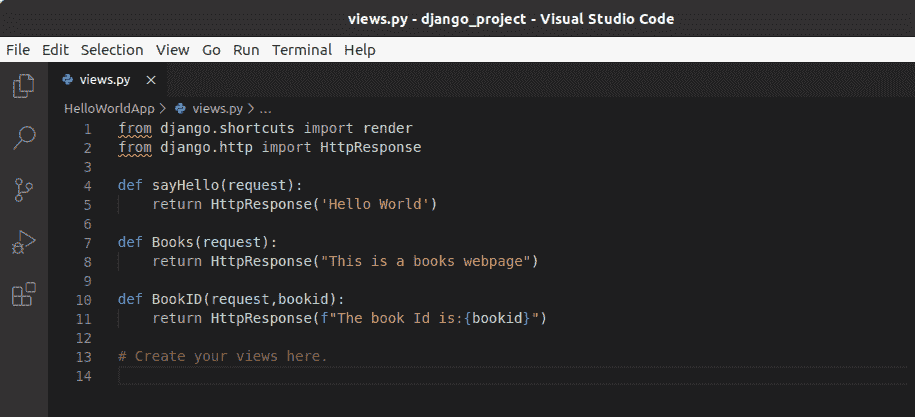 views.py - django_project - Visual Studio Code
File Edit Selection View Go Run Terminal Help
views.py ×
HelloWorldApp > views.py > ...
1 from django.shortcuts import render
2 from django.http import HttpResponse
3
4 def sayHello(request):
5     return HttpResponse('Hello World')
6
7 def Books(request):
8     return HttpResponse("This is a books webpage")
9
10 def BookID(request,bookid):
11     return HttpResponse(f"The book Id is:{bookid}")
12
13 # Create your views here.
14